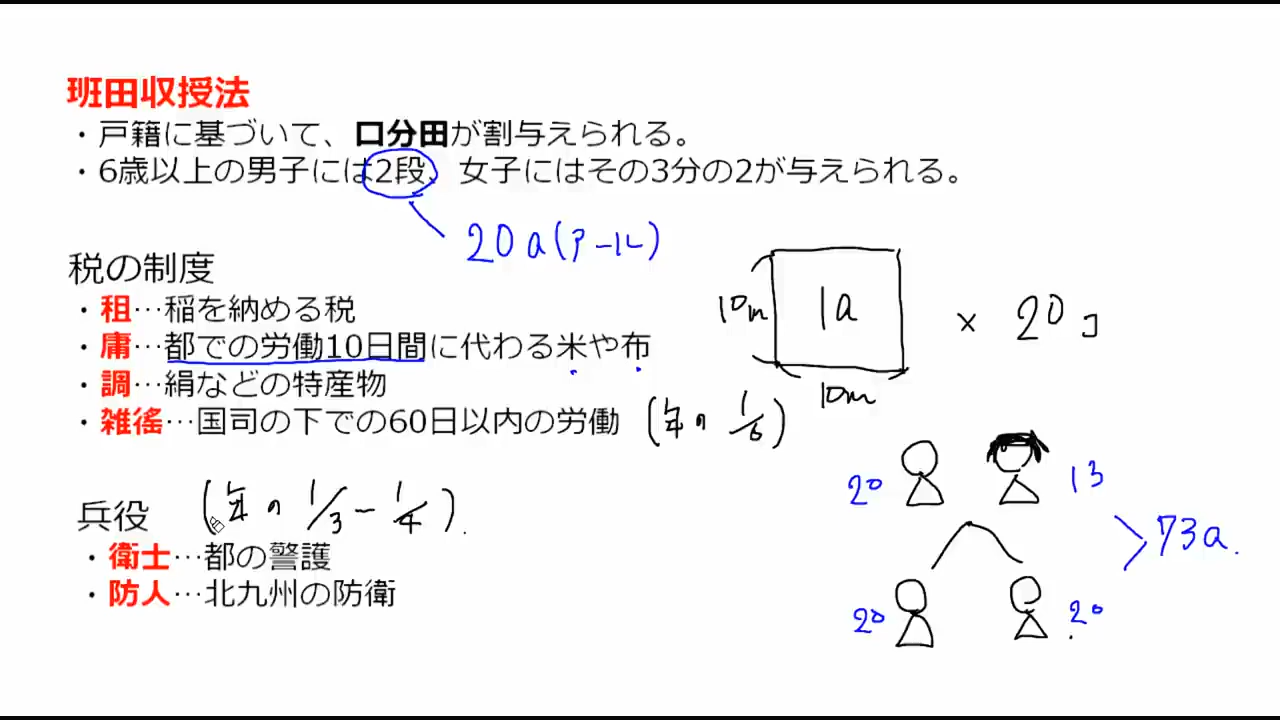 班田収授法
・戸籍に基づいて、口分田が割与えられる。
・6歳以上の男子には2段、女子にはその3分の2が与えられる。
20a(アール)
税の制度
・租…稲を納める税
・庸…都での労働10日間に代わる米や布
・調…絹などの特産物
・雑徭…国司の下での60日以内の労働 (年の1/6)
10m
1a
× 20コ
10m
兵役 (年の1/3-1/4).
・衛士…都の警護
・防人…北九州の防衛
20
13
73a.
20
20